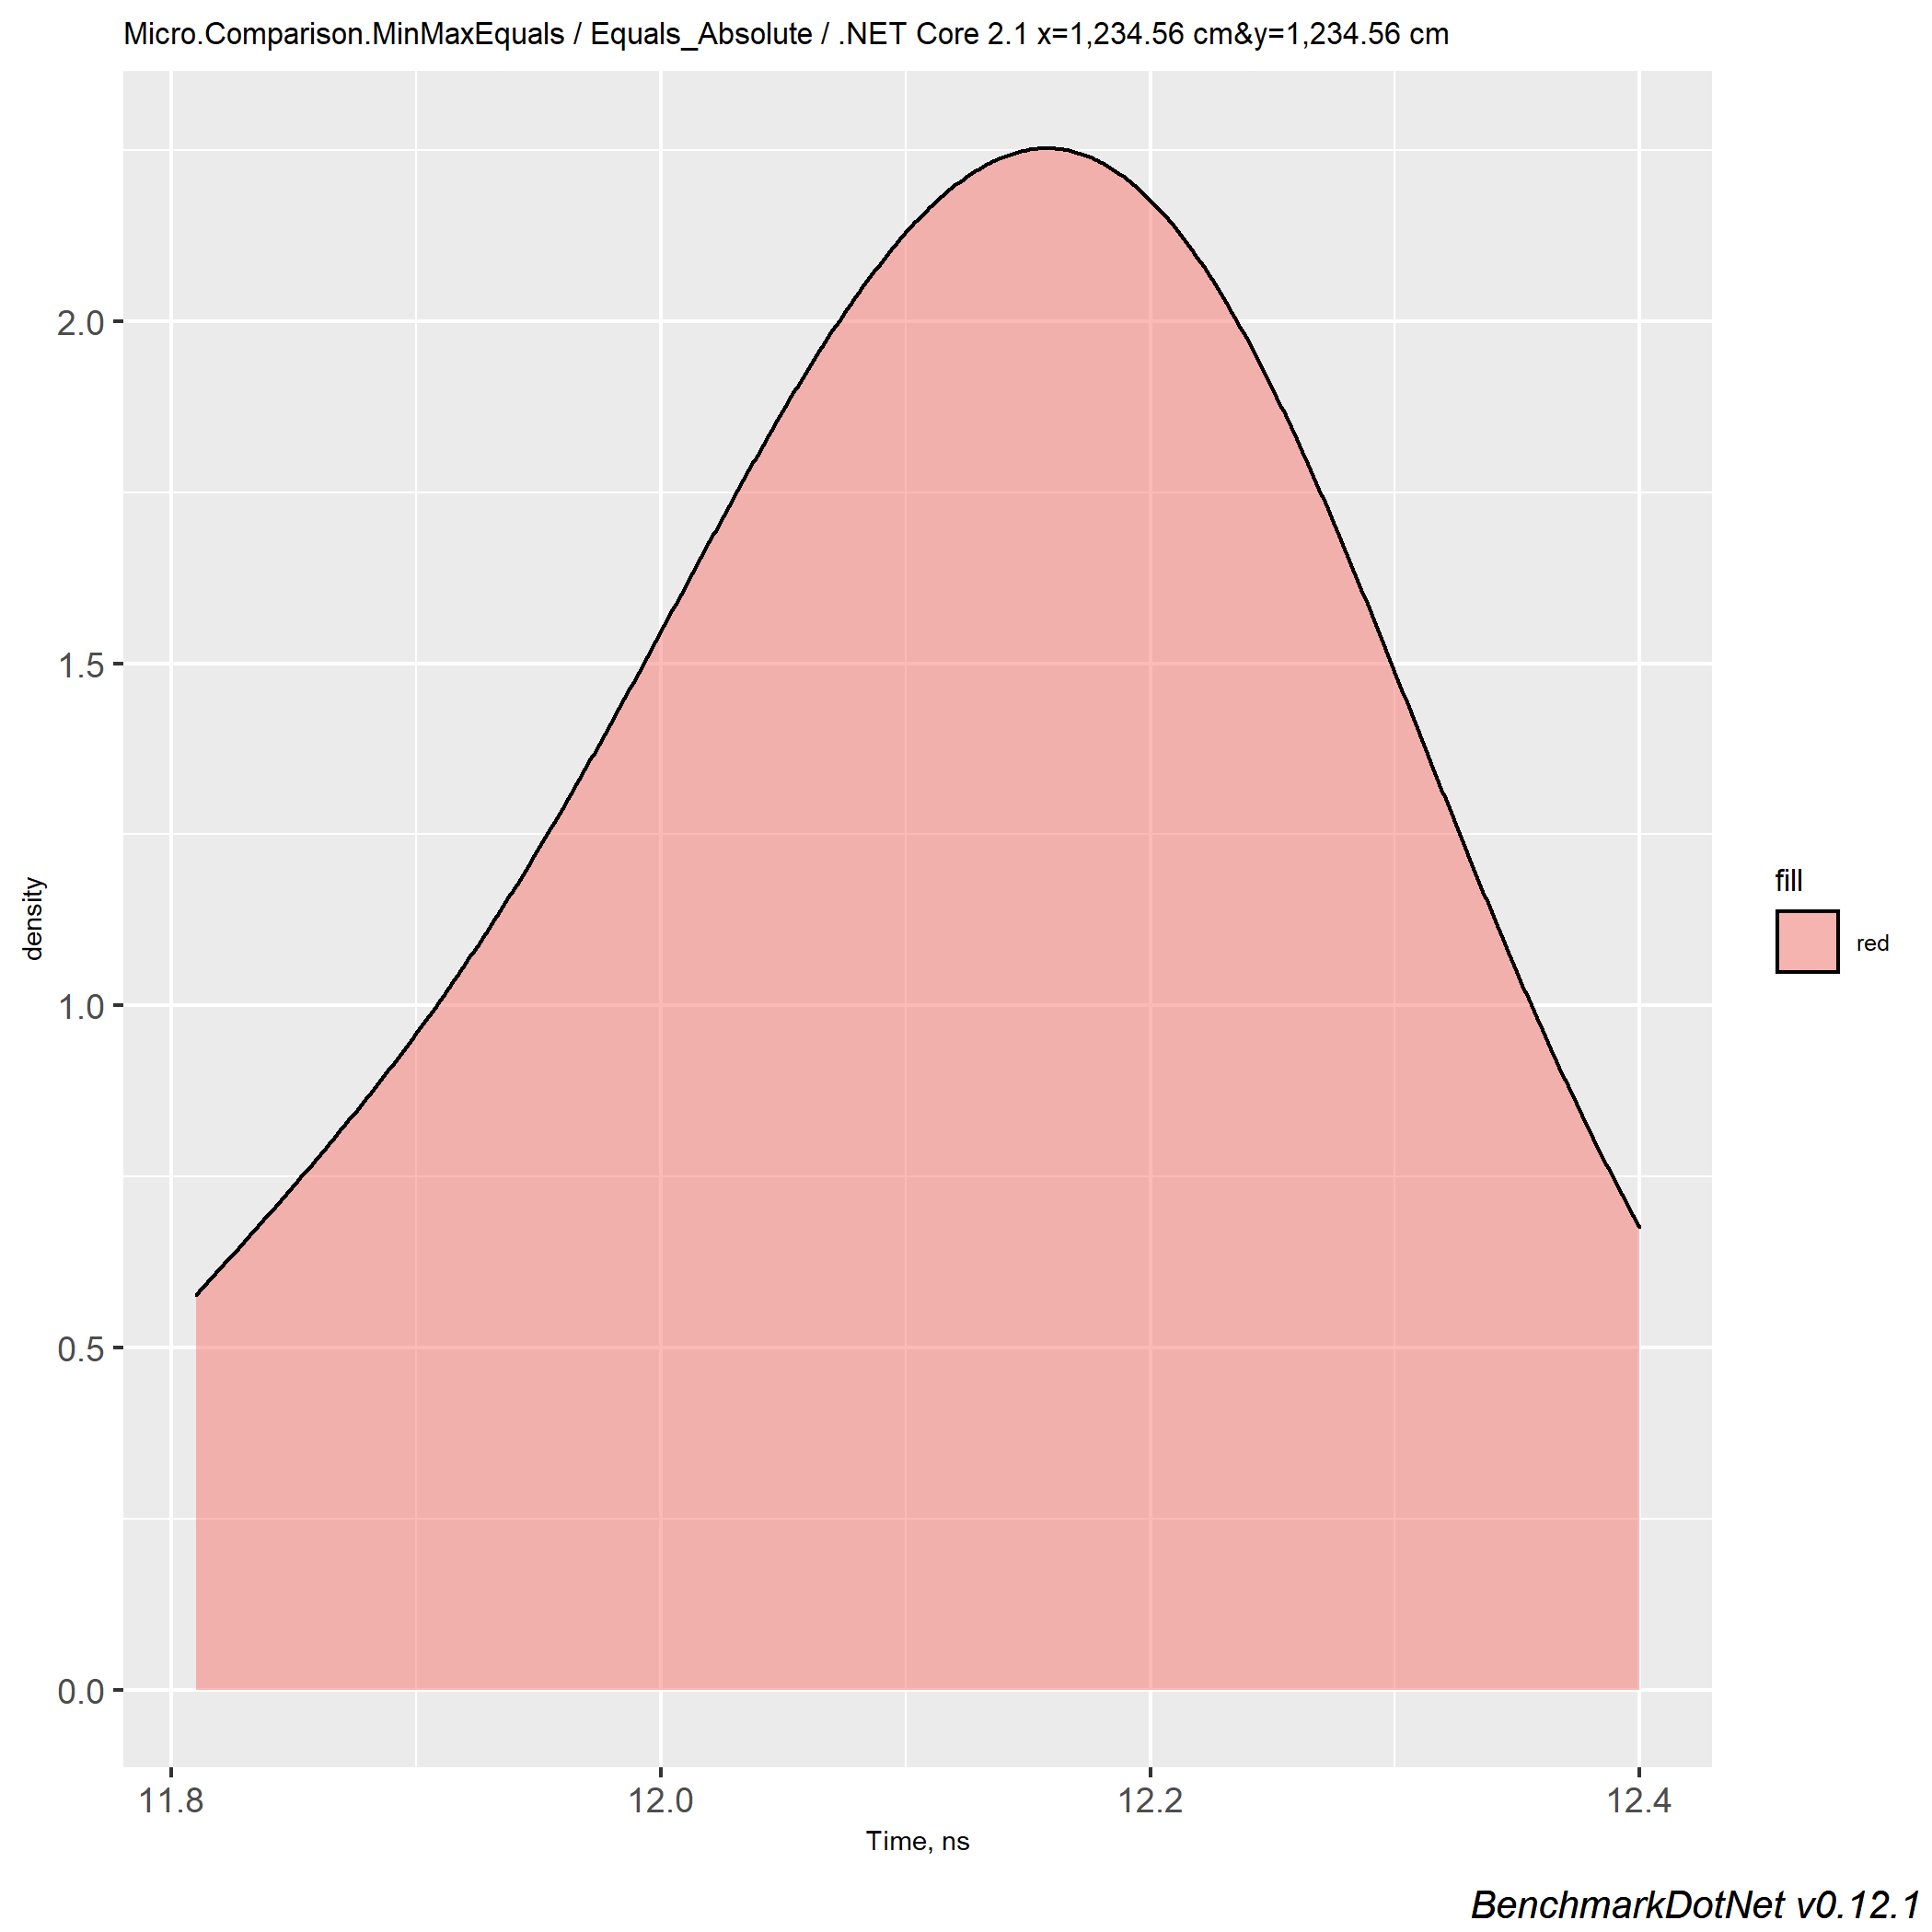 Micro.Comparison.MinMaxEquals / Equals_Absolute / .NET Core 2.1 x=1,234.56 cm&y=1,234.56 cm
density
2.0
1.5
1.0
0.5
0.0
11.8 12.0 12.2 12.4
Time, ns
fill
red
BenchmarkDotNet v0.12.1